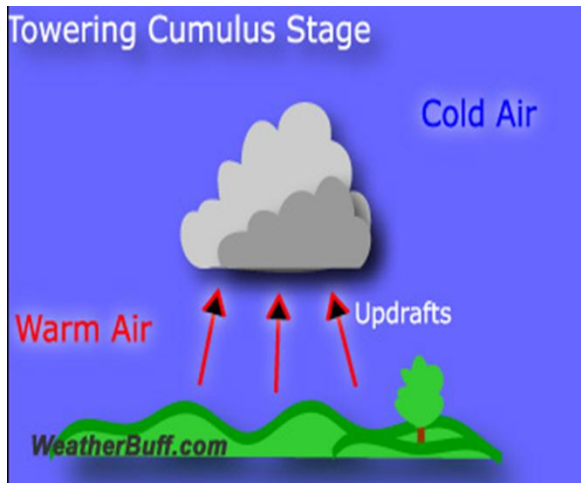 Towering Cumulus Stage
Cold Air
Updrafts
Warm Air
WeatherBuff.com